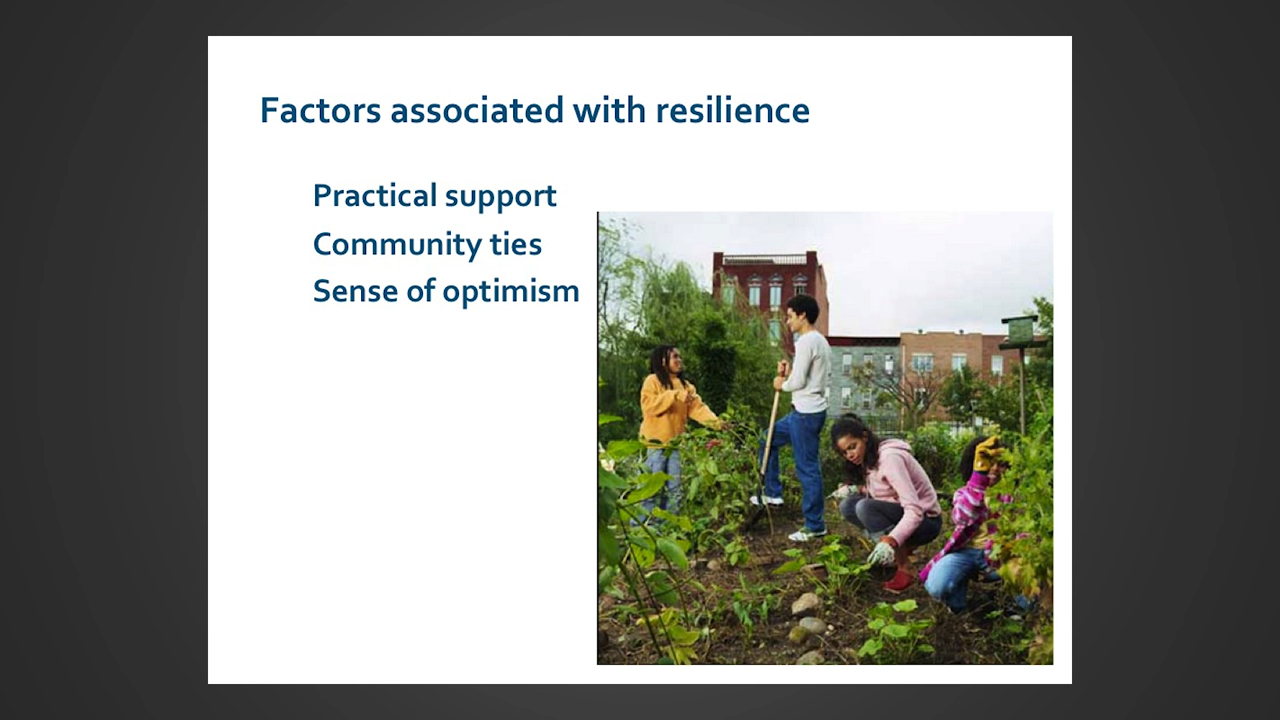 Factors associated with resilience
Practical support
Community ties
Sense of optimism